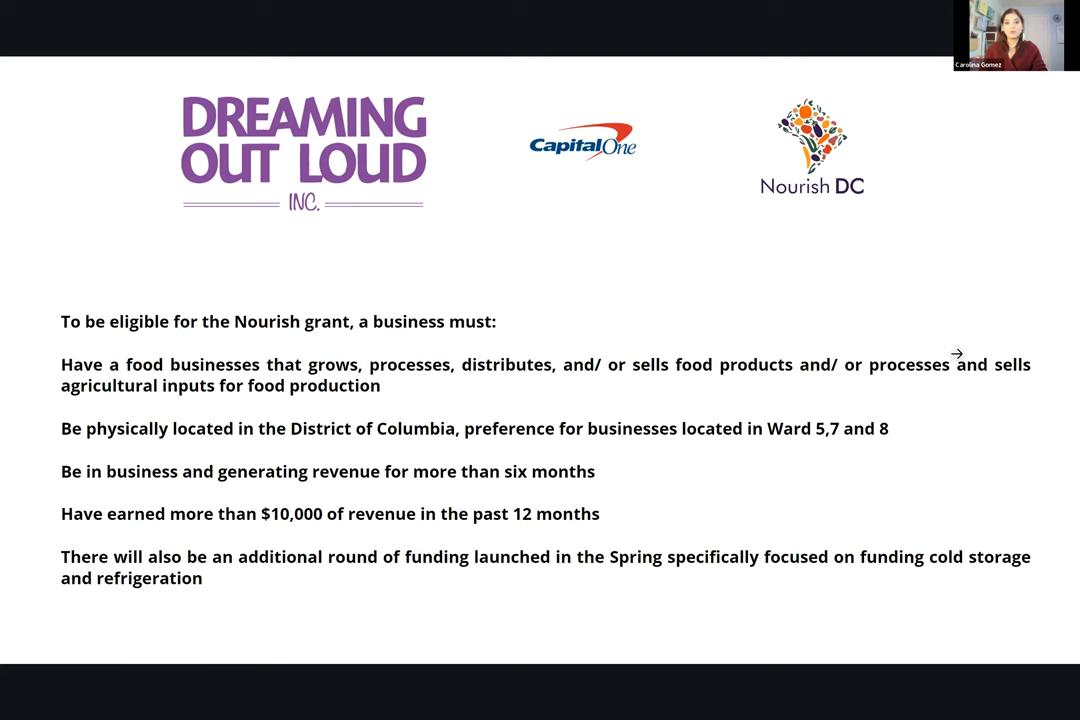 Carolina Gomez
DREAMING
OUT LOUD
INC.
CapitalOne
Nourish DC
To be eligible for the Nourish grant, a business must:
Have a food businesses that grows, processes, distributes, and/ or sells food products and/ or processes and sells
agricultural inputs for food production
Be physically located in the District of Columbia, preference for businesses located in Ward 5,7 and 8
Be in business and generating revenue for more than six months
Have earned more than $10,000 of revenue in the past 12 months
There will also be an additional round of funding launched in the Spring specifically focused on funding cold storage
and refrigeration